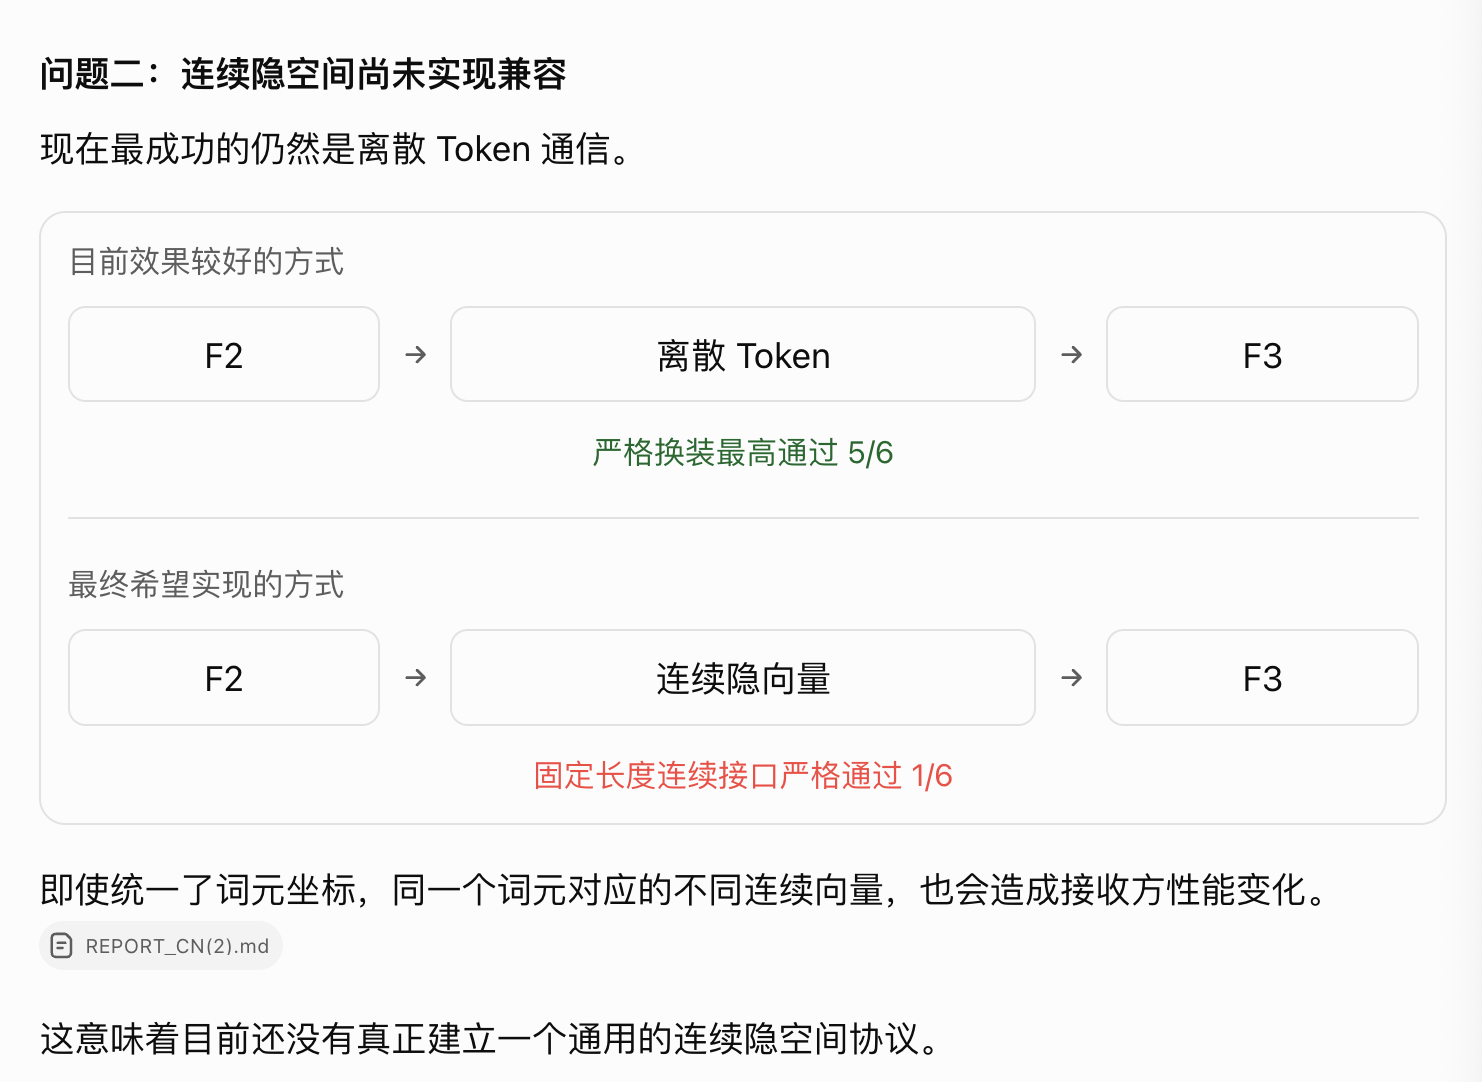 问题二：连续隐空间尚未实现兼容
现在最成功的仍然是离散 Token 通信。
目前效果较好的方式
F2 → 离散 Token → F3
严格换装最高通过 5/6
最终希望实现的方式
F2 → 连续隐向量 → F3
固定长度连续接口严格通过 1/6
即使统一了词元坐标，同一个词元对应的不同连续向量，也会造成接收方性能变化。
REPORT_CN(2).md
这意味着目前还没有真正建立一个通用的连续隐空间协议。